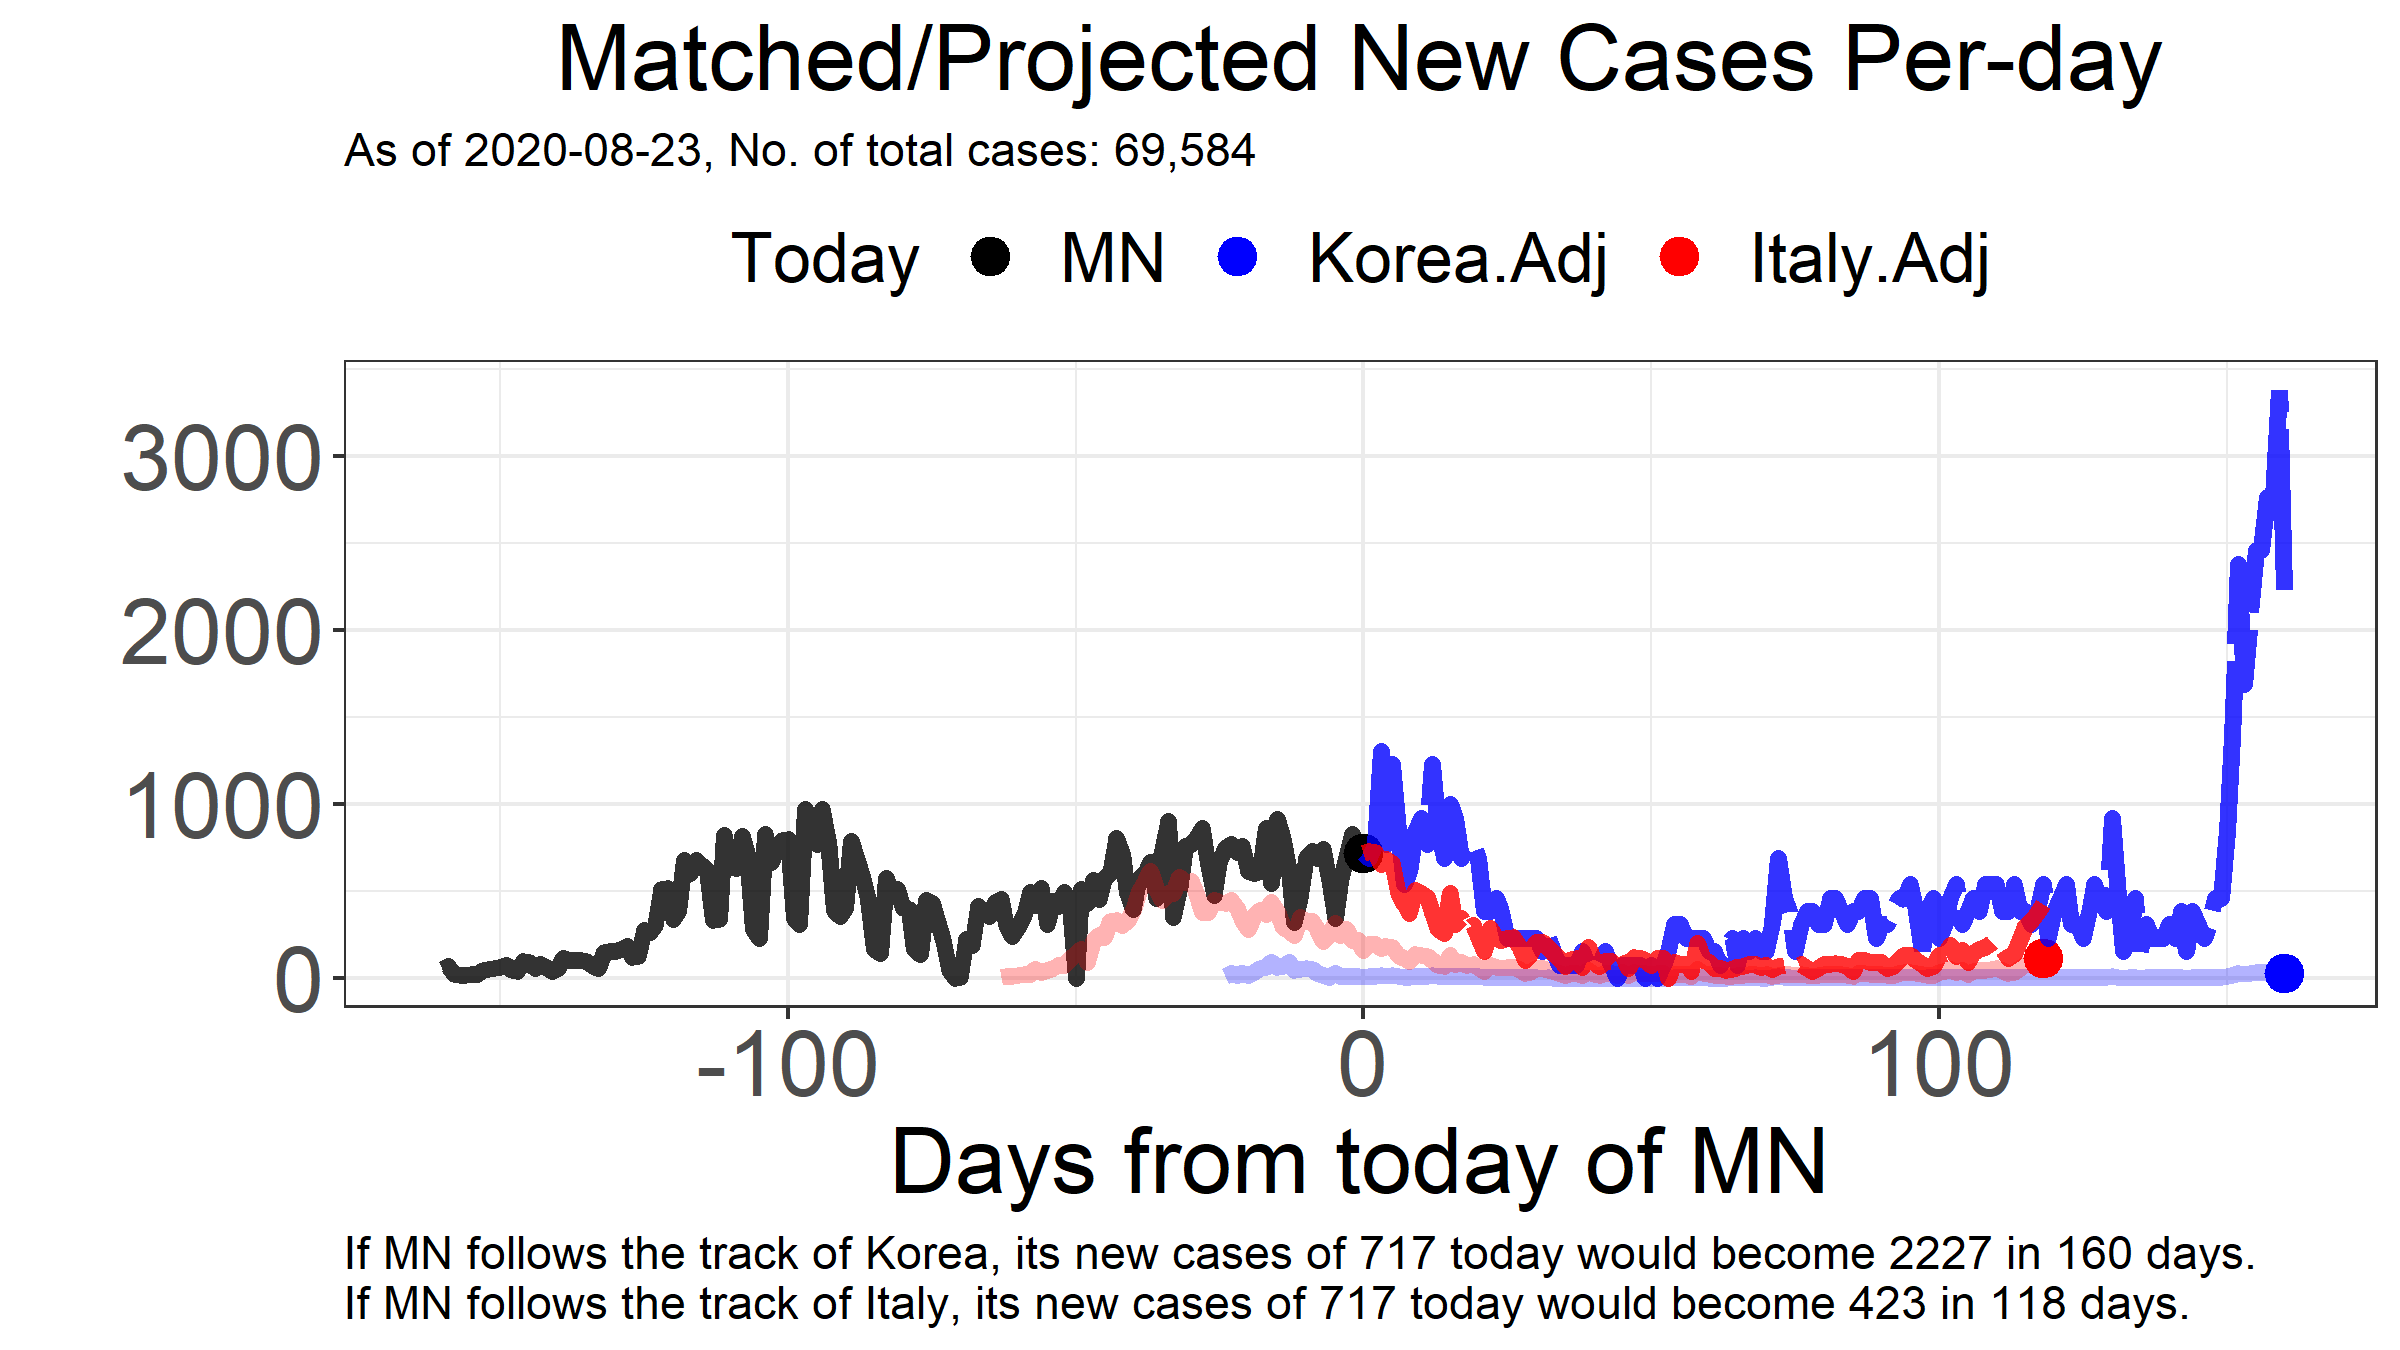 Matched/Projected New Cases Per-day
As of 2020-08-23, No. of total cases: 69,584
Today MN Korea.Adj Italy.Adj
3000
2000
1000
0
-100 0 100
Days from today of MN
If MN follows the track of Korea, its new cases of 717 today would become 2227 in 160 days.
If MN follows the track of Italy, its new cases of 717 today would become 423 in 118 days.